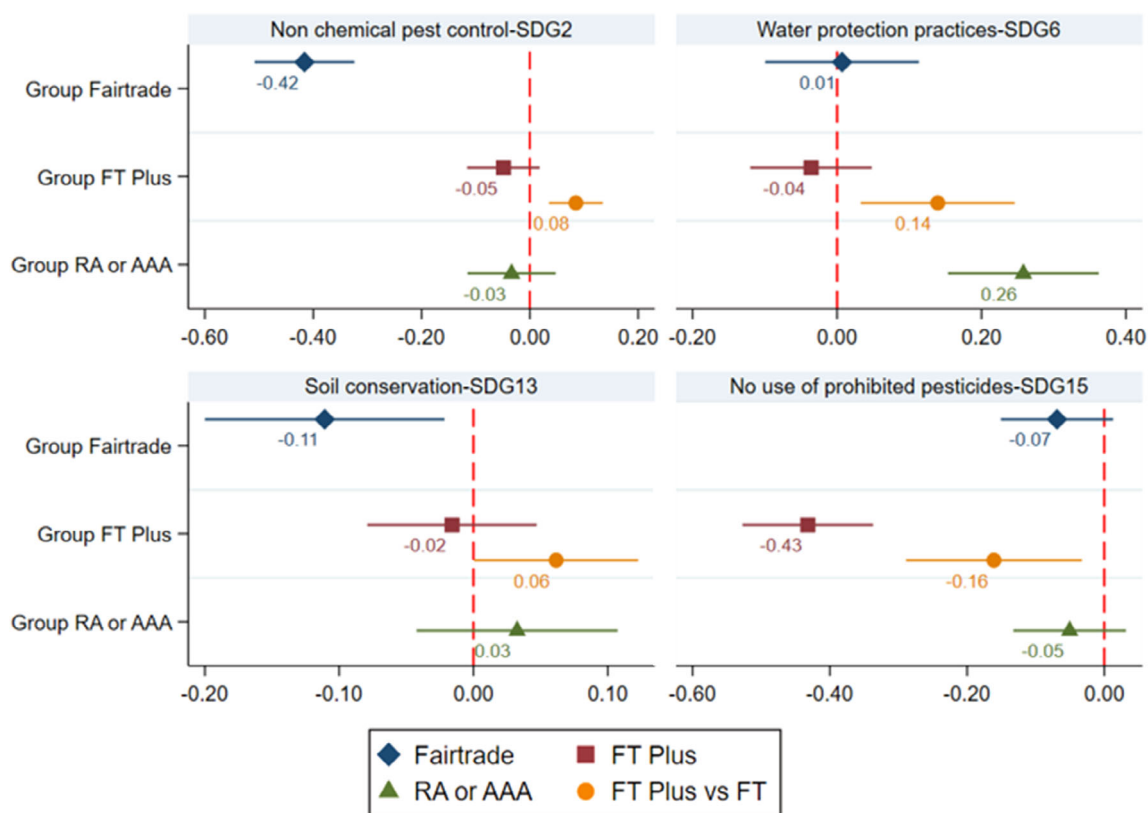 Non chemical pest control-SDG2
Group Fairtrade
-0.42
Group FT Plus
-0.05
0.08
Group RA or AAA
-0.03
-0.60 -0.40 -0.20 0.00 0.20
Water protection practices-SDG6
0.01
-0.04
0.14
0.26
-0.20 0.00 0.20 0.40
Soil conservation-SDG13
Group Fairtrade
-0.11
Group FT Plus
-0.02
0.06
Group RA or AAA
0.03
-0.20 -0.10 0.00 0.10
No use of prohibited pesticides-SDG15
-0.07
-0.43
-0.16
-0.05
-0.60 -0.40 -0.20 0.00
Fairtrade FT Plus
RA or AAA FT Plus vs FT